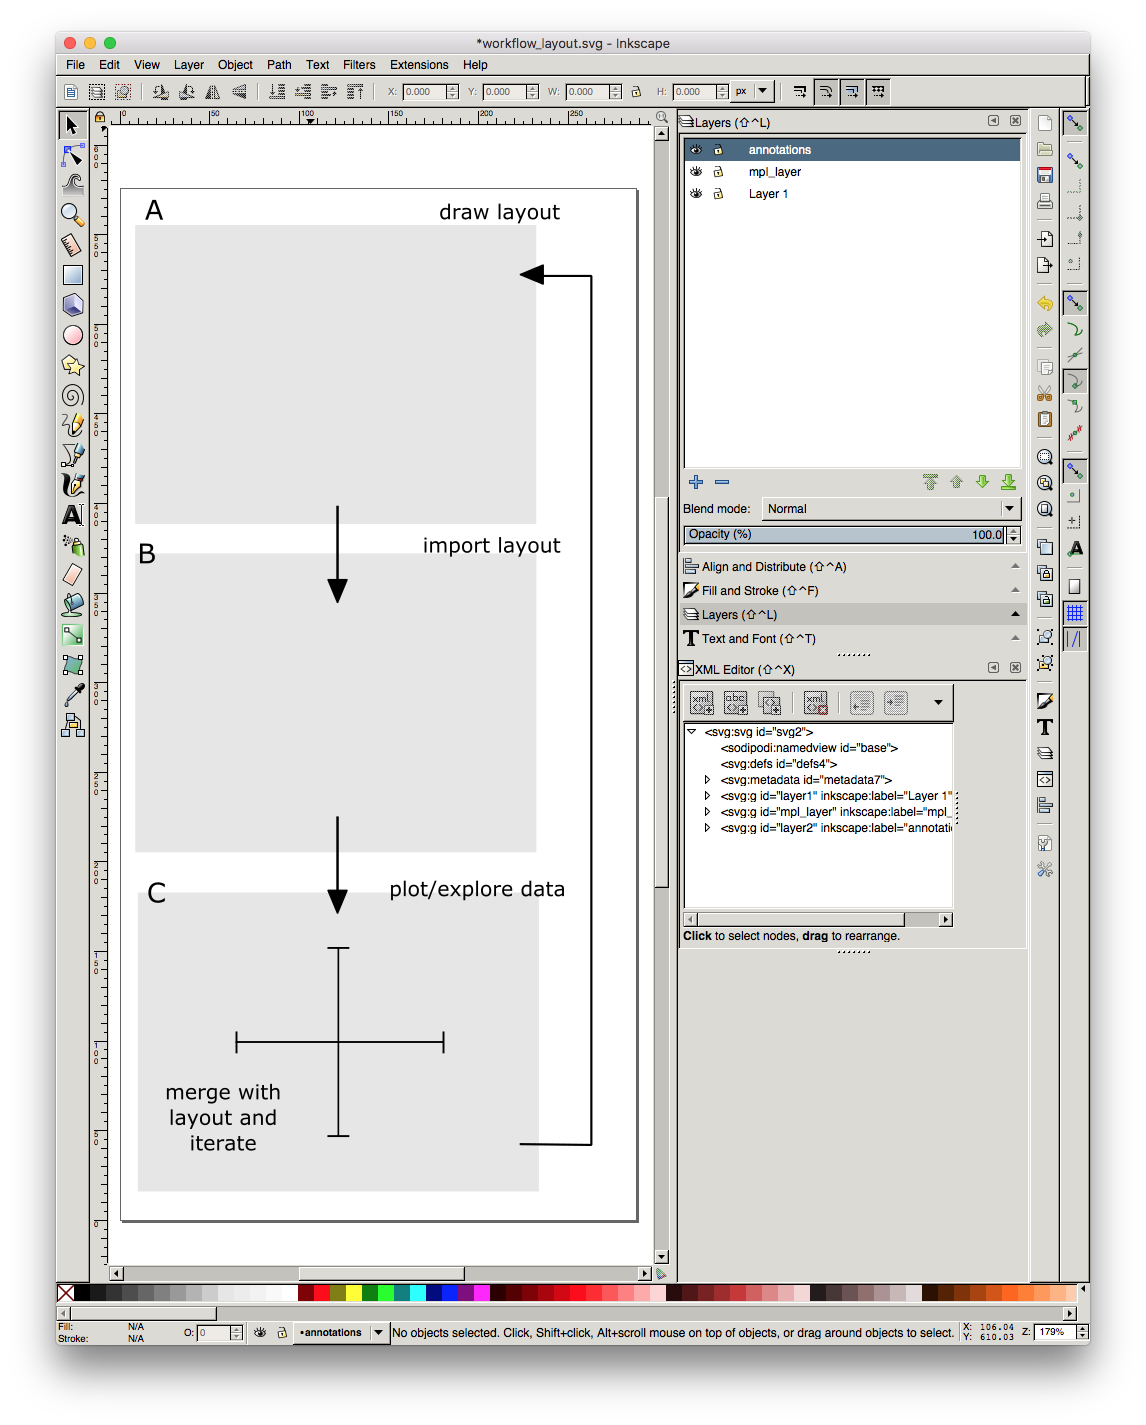 *workflow_layout.svg - Inkscape
File Edit View Layer Object Path Text Filters Extensions Help
X: 0.000 Y: 0.000 W: 0.000 H: 0.000 px
0 50 100 150 200 250
Layers (⇧^L)
annotations
mpl_layer
Layer 1
A
draw layout
Blend mode: Normal
Opacity (%) 100.0
B
import layout
Align and Distribute (⇧^A)
Fill and Stroke (⇧^F)
Layers (⇧^L)
Text and Font (⇧^T)
XML Editor (⇧^X)
<svg:svg id="svg2">
<sodipodi:namedview id="base">
<svg:defs id="defs4">
<svg:metadata id="metadata7">
<svg:g id="layer1" inkscape:label="Layer 1"
<svg:g id="mpl_layer" inkscape:label="mpl_
<svg:g id="layer2" inkscape:label="annotati
Click to select nodes, drag to rearrange.
C
plot/explore data
merge with
layout and
iterate
Fill: N/A
Stroke: N/A
O: 0
•annotations
No objects selected. Click, Shift+click, Alt+scroll mouse on top of objects, or drag around objects to select.
X: 106.04
Y: 610.03
Z: 179%